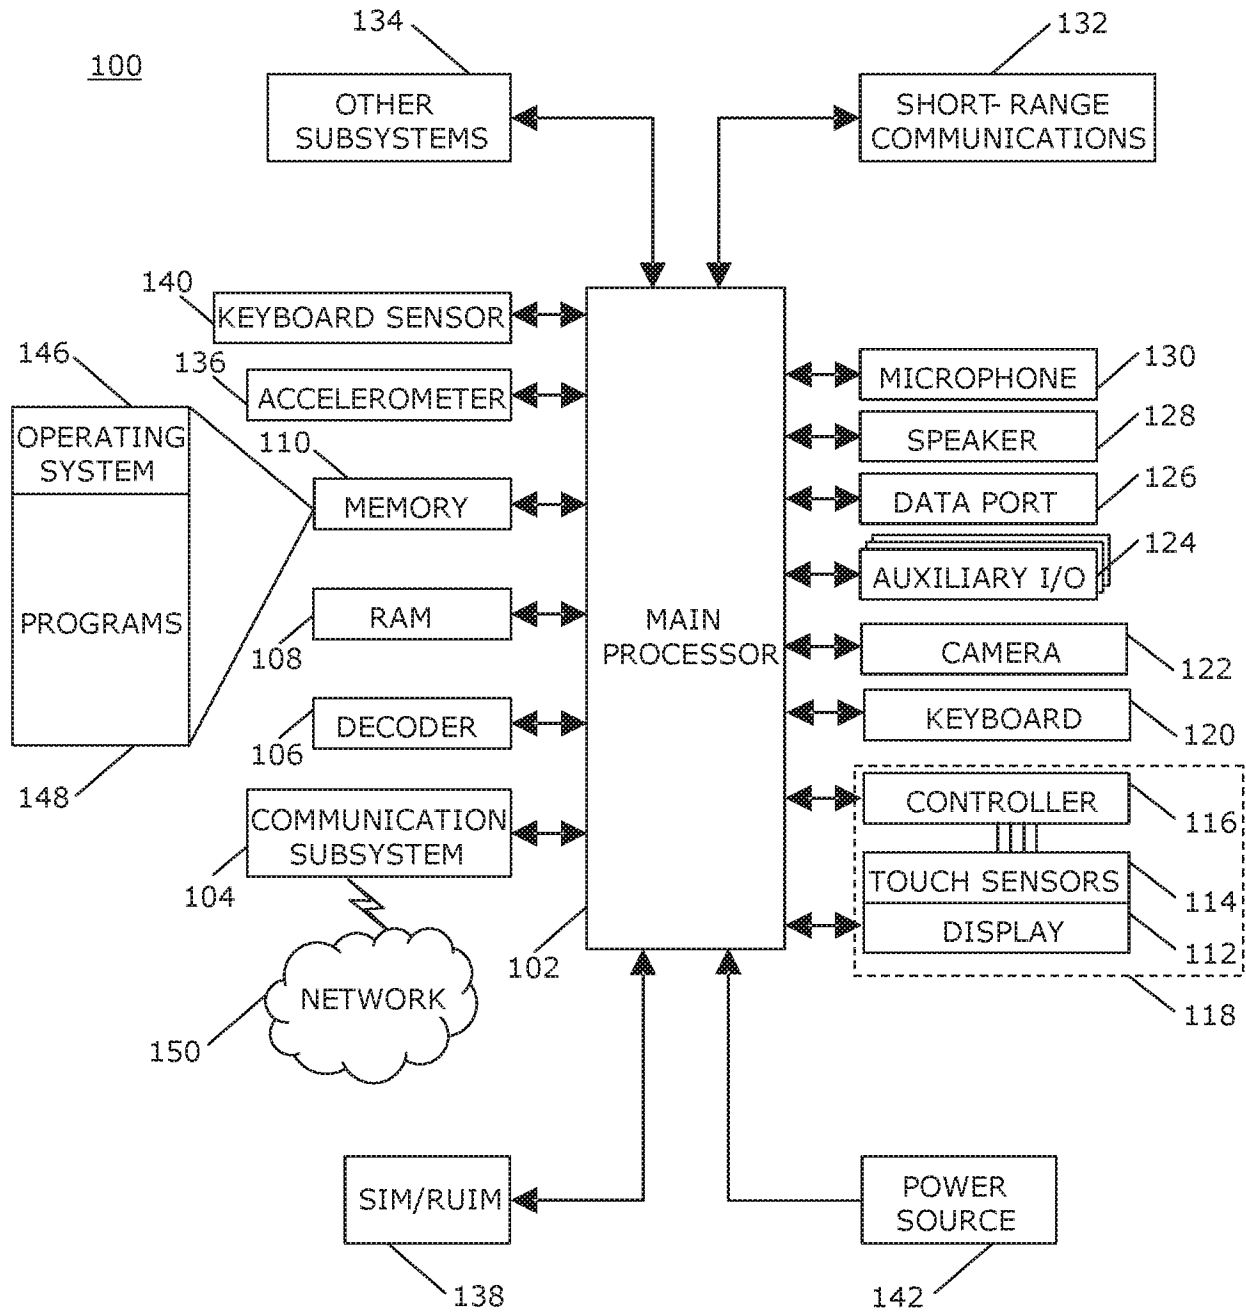 134
132
100
OTHER
SUBSYSTEMS
SHORT-RANGE
COMMUNICATIONS
140
KEYBOARD SENSOR
146
136
ACCELEROMETER
130
MICROPHONE
OPERATING
SYSTEM
110
MEMORY
128
SPEAKER
126
DATA PORT
124
AUXILIARY I/O
PROGRAMS
RAM
108
MAIN
PROCESSOR
CAMERA
122
DECODER
106
KEYBOARD
120
148
COMMUNICATION
SUBSYSTEM
104
CONTROLLER
116
TOUCH SENSORS
114
DISPLAY
112
102
118
NETWORK
150
SIM/RUIM
138
POWER
SOURCE
142